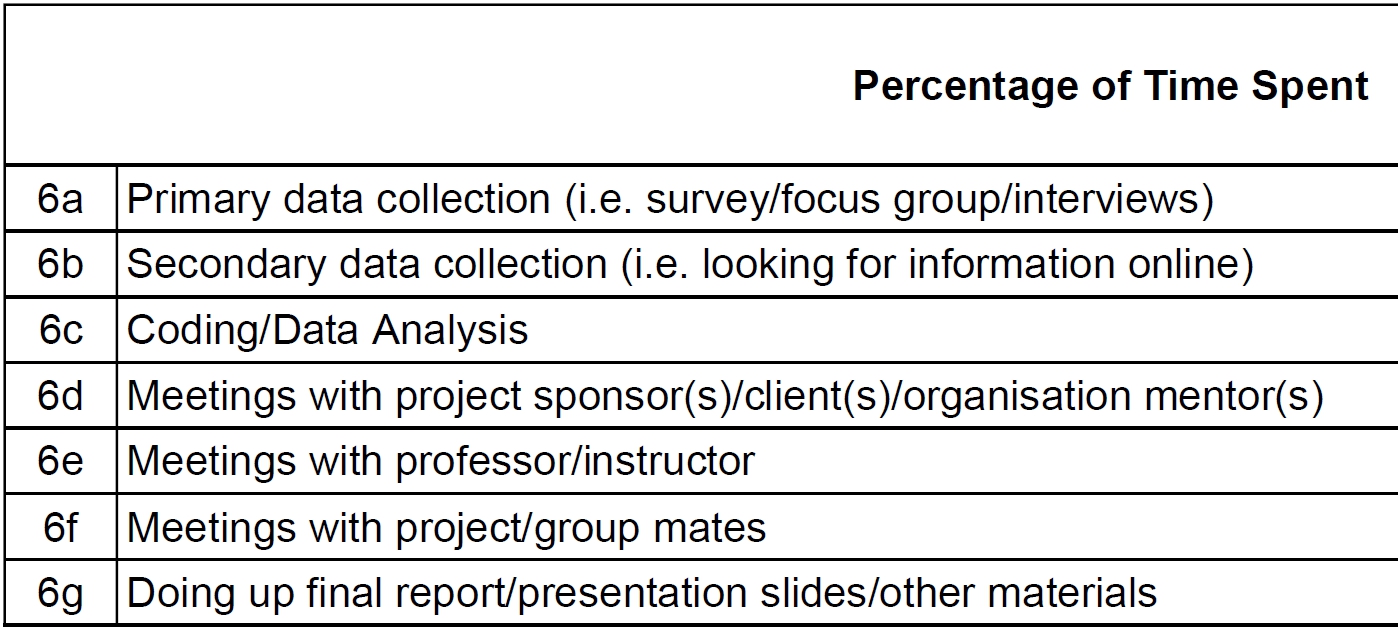 Percentage of Time Spent
6a Primary data collection (i.e. survey/focus group/interviews)
6b Secondary data collection (i.e. looking for information online)
6c Coding/Data Analysis
6d Meetings with project sponsor(s)/client(s)/organisation mentor(s)
6e Meetings with professor/instructor
6f Meetings with project/group mates
6g Doing up final report/presentation slides/other materials